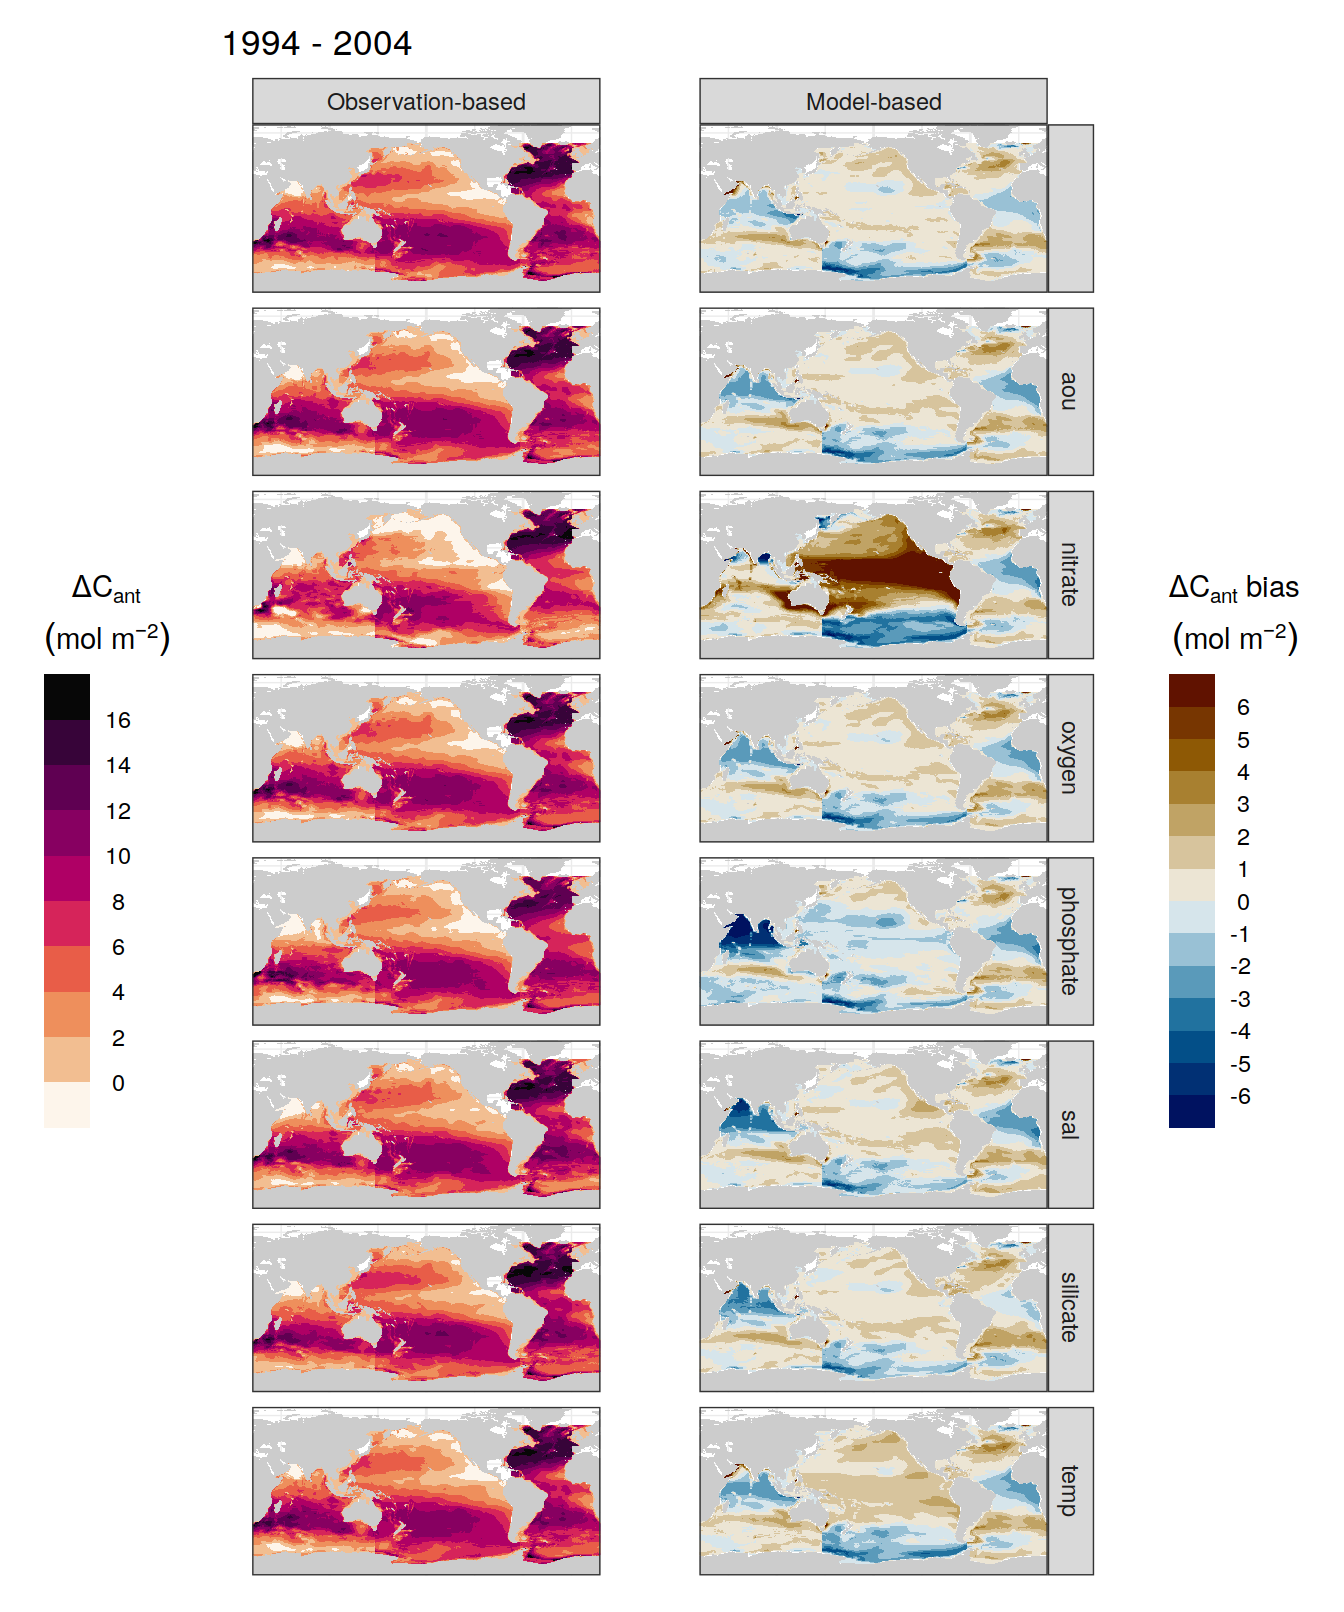 1994 - 2004
Observation-based
Model-based
aou
nitrate
oxygen
phosphate
sal
silicate
temp
ΔCant
(mol m−2)
16
14
12
10
8
6
4
2
0
ΔCant bias
(mol m−2)
6
5
4
3
2
1
0
-1
-2
-3
-4
-5
-6